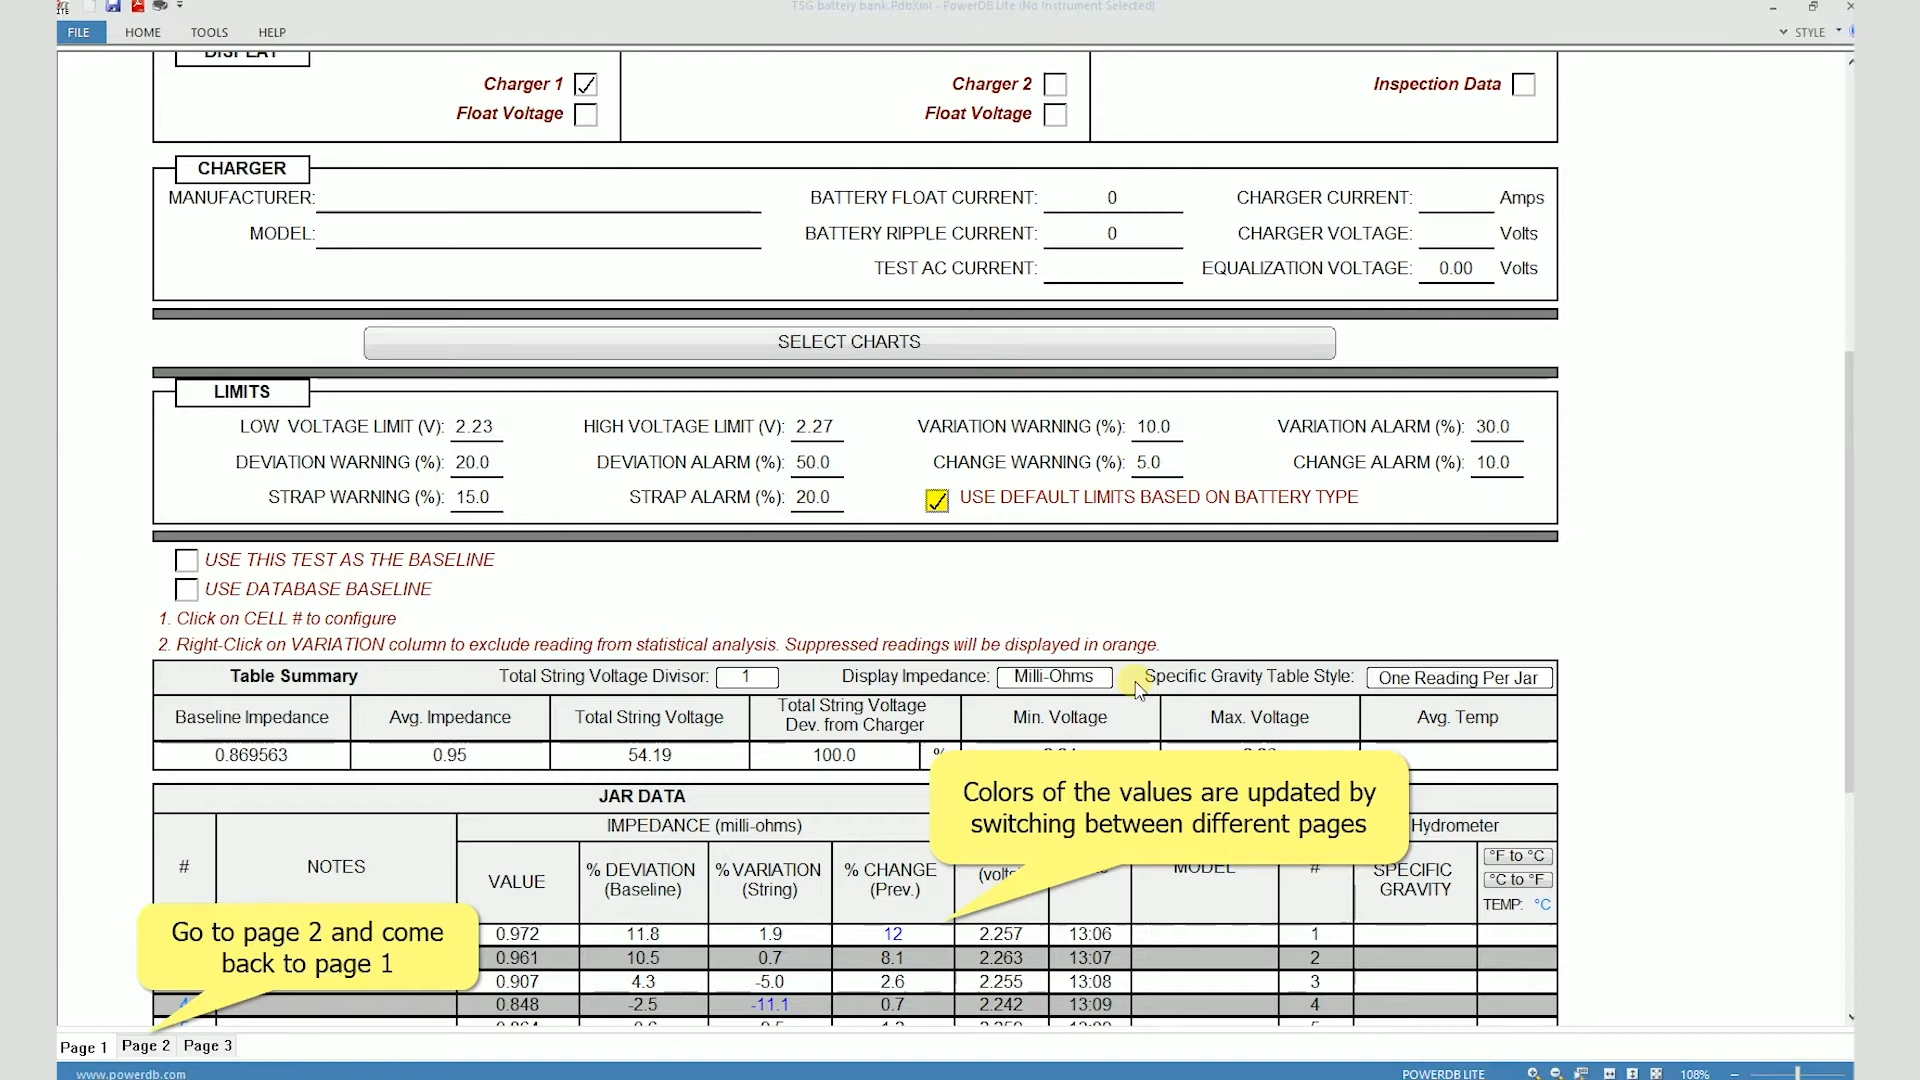 TSG battery bank.PdbXml - PowerDB Lite (No Instrument Selected)
FILE HOME TOOLS HELP STYLE
DISPLAY
Charger 1 Charger 2 Inspection Data
Float Voltage Float Voltage
CHARGER
MANUFACTURER: BATTERY FLOAT CURRENT: 0 CHARGER CURRENT: Amps
MODEL: BATTERY RIPPLE CURRENT: 0 CHARGER VOLTAGE: Volts
TEST AC CURRENT: EQUALIZATION VOLTAGE: 0.00 Volts
SELECT CHARTS
LIMITS
LOW VOLTAGE LIMIT (V): 2.23 HIGH VOLTAGE LIMIT (V): 2.27 VARIATION WARNING (%): 10.0 VARIATION ALARM (%): 30.0
DEVIATION WARNING (%): 20.0 DEVIATION ALARM (%): 50.0 CHANGE WARNING (%): 5.0 CHANGE ALARM (%): 10.0
STRAP WARNING (%): 15.0 STRAP ALARM (%): 20.0 USE DEFAULT LIMITS BASED ON BATTERY TYPE
USE THIS TEST AS THE BASELINE
USE DATABASE BASELINE
1. Click on CELL # to configure
2. Right-Click on VARIATION column to exclude reading from statistical analysis. Suppressed readings will be displayed in orange.
Table Summary Total String Voltage Divisor: 1 Display Impedance: Milli-Ohms Specific Gravity Table Style: One Reading Per Jar
Baseline Impedance Avg. Impedance Total String Voltage Total String Voltage Dev. from Charger Min. Voltage Max. Voltage Avg. Temp
0.869563 0.95 54.19 100.0 %
Colors of the values are updated by
switching between different pages
JAR DATA
IMPEDANCE (milli-ohms) Hydrometer
# NOTES VALUE % DEVIATION (Baseline) % VARIATION (String) % CHANGE (Prev.) (volts MODEL # SPECIFIC GRAVITY °F to °C
°C to °F
TEMP: °C
Go to page 2 and come
back to page 1
0.972 11.8 1.9 12 2.257 13:06 1
0.961 10.5 0.7 8.1 2.263 13:07 2
0.907 4.3 -5.0 2.6 2.255 13:08 3
0.848 -2.5 -11.1 0.7 2.242 13:09 4
Page 1 Page 2 Page 3
www.powerdb.com POWERDB LITE 108%